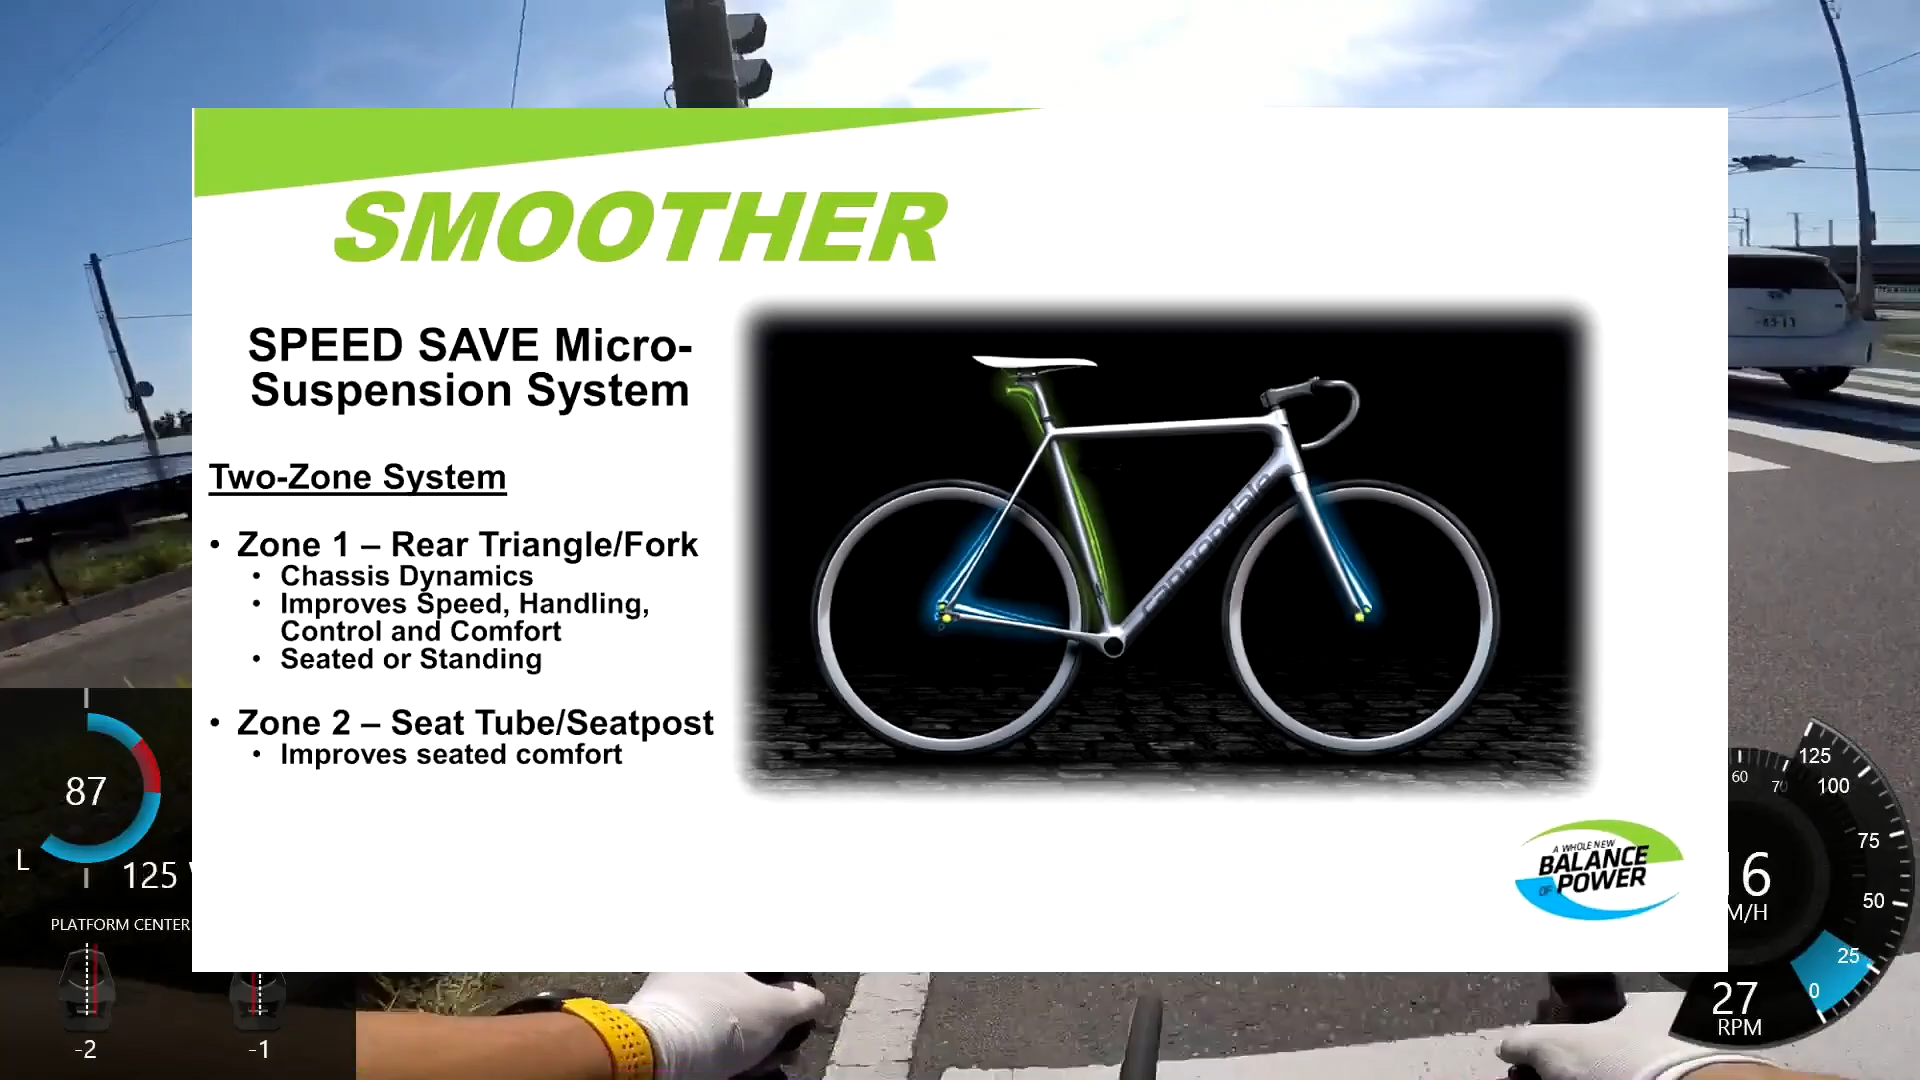 SMOOTHER
SPEED SAVE Micro-
Suspension System
Two-Zone System
• Zone 1 – Rear Triangle/Fork
• Chassis Dynamics
• Improves Speed, Handling,
Control and Comfort
• Seated or Standing
• Zone 2 – Seat Tube/Seatpost
• Improves seated comfort
cannondale
A WHOLE NEW
BALANCE
OF POWER
87
L
125
PLATFORM CENTER
-2
-1
60
70
125
100
75
50
25
0
16
M/H
27
RPM